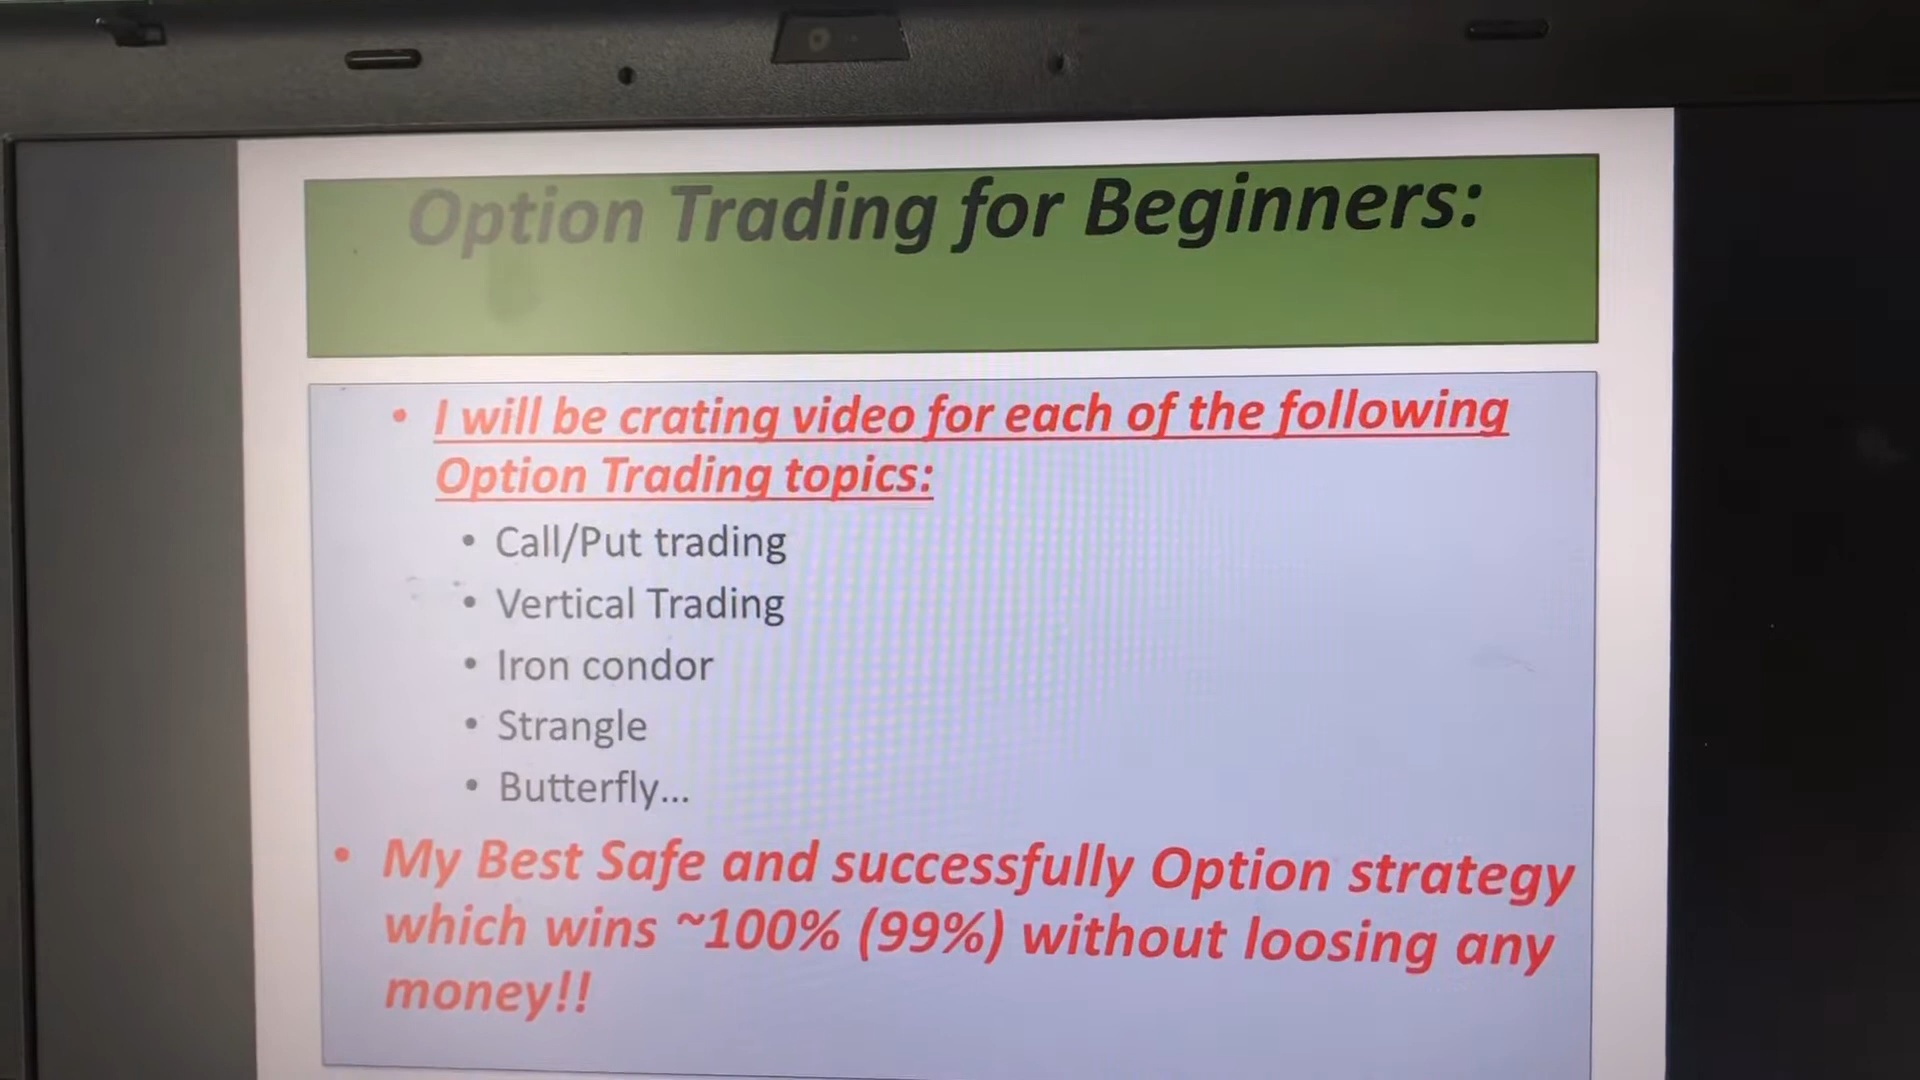 Option Trading for Beginners:
• I will be crating video for each of the following
Option Trading topics:
• Call/Put trading
• Vertical Trading
• Iron condor
• Strangle
• Butterfly...
• My Best Safe and successfully Option strategy
which wins ~100% (99%) without loosing any
money!!